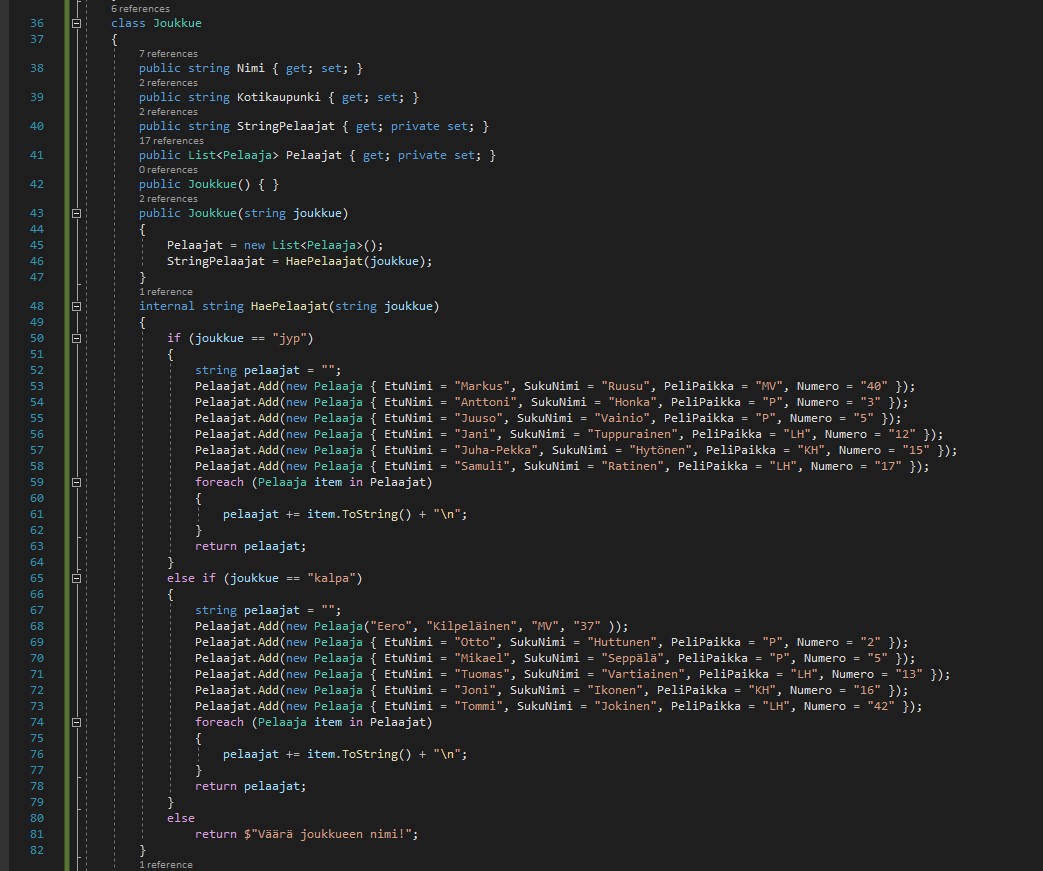 6 references
36 class Joukkue
37 {
7 references
38 public string Nimi { get; set; }
2 references
39 public string Kotikaupunki { get; set; }
2 references
40 public string StringPelaajat { get; private set; }
17 references
41 public List<Pelaaja> Pelaajat { get; private set; }
0 references
42 public Joukkue() { }
2 references
43 public Joukkue(string joukkue)
44 {
45 Pelaajat = new List<Pelaaja>();
46 StringPelaajat = HaePelaajat(joukkue);
47 }
1 reference
48 internal string HaePelaajat(string joukkue)
49 {
50 if (joukkue == "jyp")
51 {
52 string pelaajat = "";
53 Pelaajat.Add(new Pelaaja { EtuNimi = "Markus", SukuNimi = "Ruusu", PeliPaikka = "MV", Numero = "40" });
54 Pelaajat.Add(new Pelaaja { EtuNimi = "Anttoni", SukuNimi = "Honka", PeliPaikka = "P", Numero = "3" });
55 Pelaajat.Add(new Pelaaja { EtuNimi = "Juuso", SukuNimi = "Vainio", PeliPaikka = "P", Numero = "5" });
56 Pelaajat.Add(new Pelaaja { EtuNimi = "Jani", SukuNimi = "Tuppurainen", PeliPaikka = "LH", Numero = "12" });
57 Pelaajat.Add(new Pelaaja { EtuNimi = "Juha-Pekka", SukuNimi = "Hytönen", PeliPaikka = "KH", Numero = "15" });
58 Pelaajat.Add(new Pelaaja { EtuNimi = "Samuli", SukuNimi = "Ratinen", PeliPaikka = "LH", Numero = "17" });
59 foreach (Pelaaja item in Pelaajat)
60 {
61 pelaajat += item.ToString() + "\n";
62 }
63 return pelaajat;
64 }
65 else if (joukkue == "kalpa")
66 {
67 string pelaajat = "";
68 Pelaajat.Add(new Pelaaja("Eero", "Kilpeläinen", "MV", "37" ));
69 Pelaajat.Add(new Pelaaja { EtuNimi = "Otto", SukuNimi = "Huttunen", PeliPaikka = "P", Numero = "2" });
70 Pelaajat.Add(new Pelaaja { EtuNimi = "Mikael", SukuNimi = "Seppälä", PeliPaikka = "P", Numero = "5" });
71 Pelaajat.Add(new Pelaaja { EtuNimi = "Tuomas", SukuNimi = "Vartiainen", PeliPaikka = "LH", Numero = "13" });
72 Pelaajat.Add(new Pelaaja { EtuNimi = "Joni", SukuNimi = "Ikonen", PeliPaikka = "KH", Numero = "16" });
73 Pelaajat.Add(new Pelaaja { EtuNimi = "Tommi", SukuNimi = "Jokinen", PeliPaikka = "LH", Numero = "42" });
74 foreach (Pelaaja item in Pelaajat)
75 {
76 pelaajat += item.ToString() + "\n";
77 }
78 return pelaajat;
79 }
80 else
81 return $"Väärä joukkueen nimi!";
82 }
1 reference